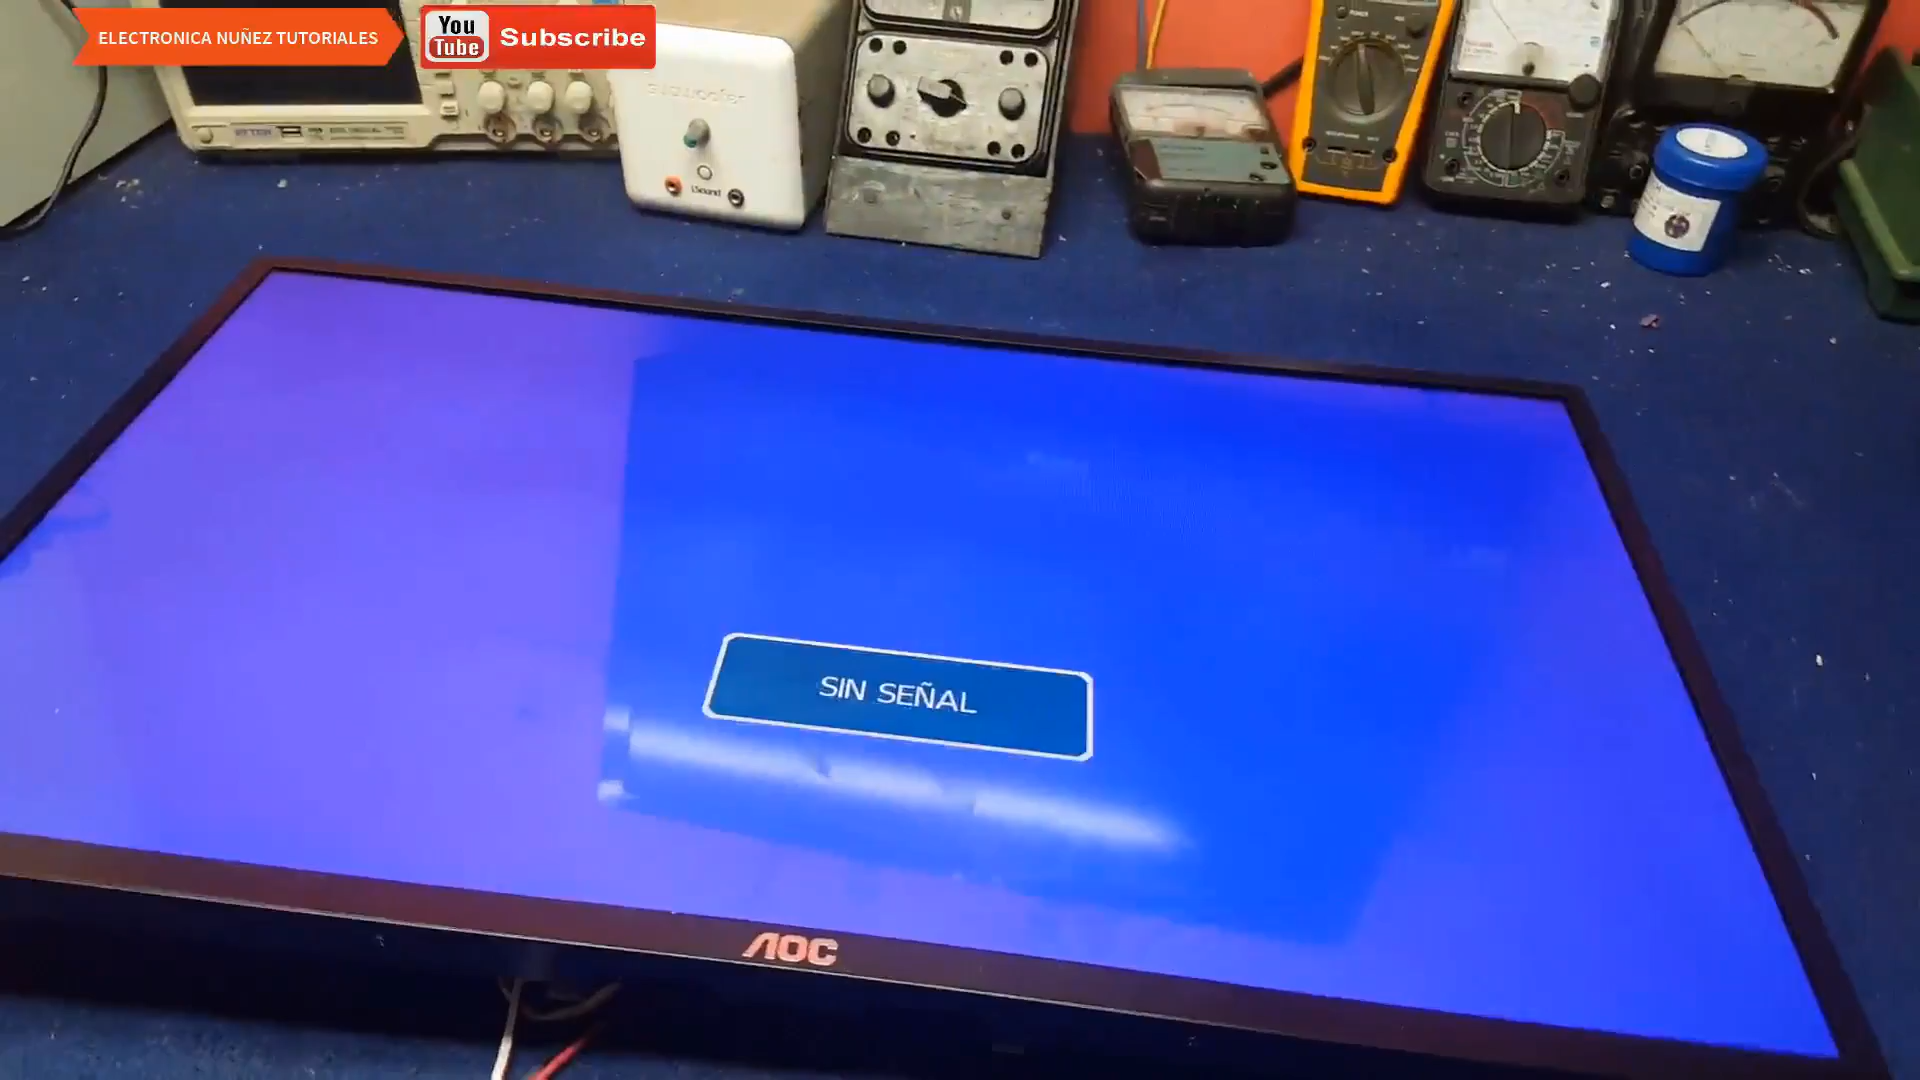 ELECTRONICA NUÑEZ TUTORIALES
You
Tube
Subscribe
SIN SEÑAL
AOC